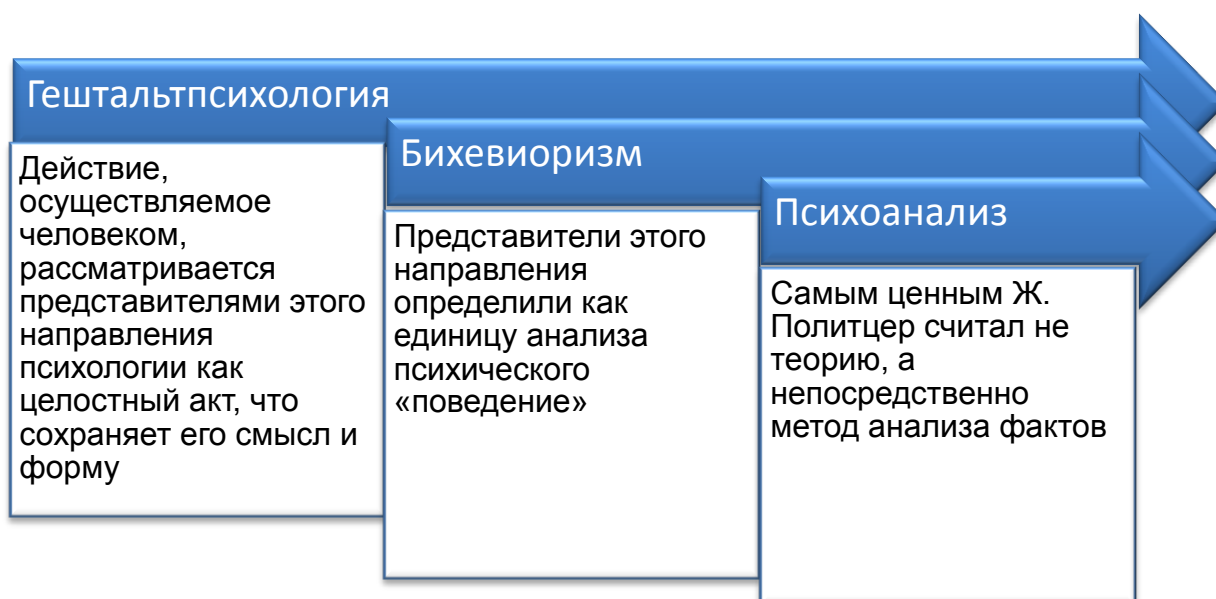 Гештальтпсихология
Действие,
осуществляемое
человеком,
рассматривается
представителями этого
направления
психологии как
целостный акт, что
сохраняет его смысл и
форму
Бихевиоризм
Представители этого
направления
определили как
единицу анализа
психического
«поведение»
Психоанализ
Самым ценным Ж.
Политцер считал не
теорию, а
непосредственно
метод анализа фактов